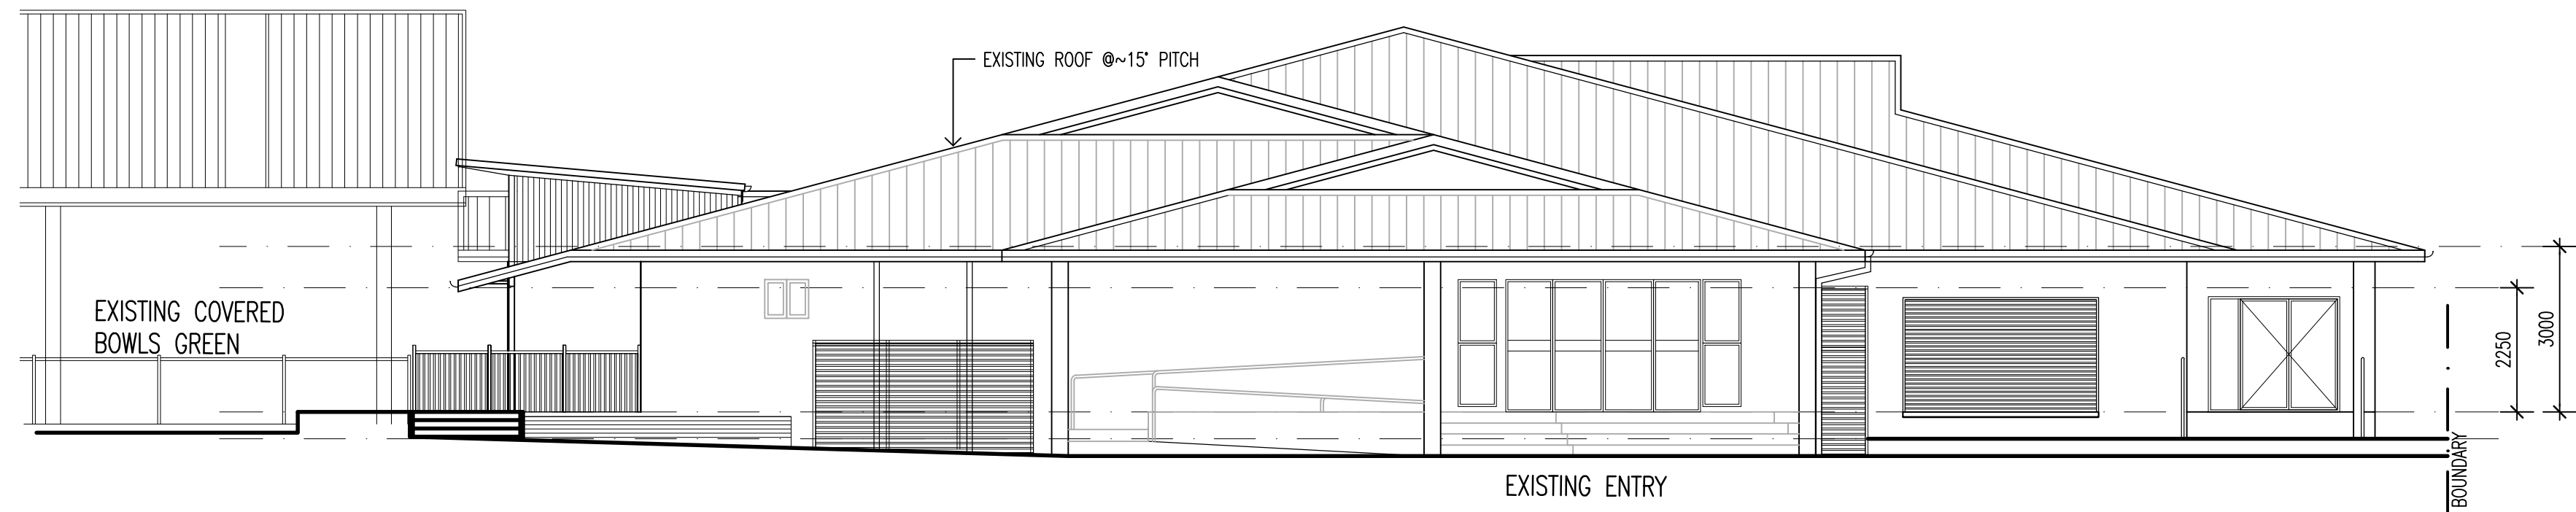 EXISTING ROOF @~15° PITCH
EXISTING COVERED
BOWLS GREEN
2250
3000
EXISTING ENTRY
BOUNDARY